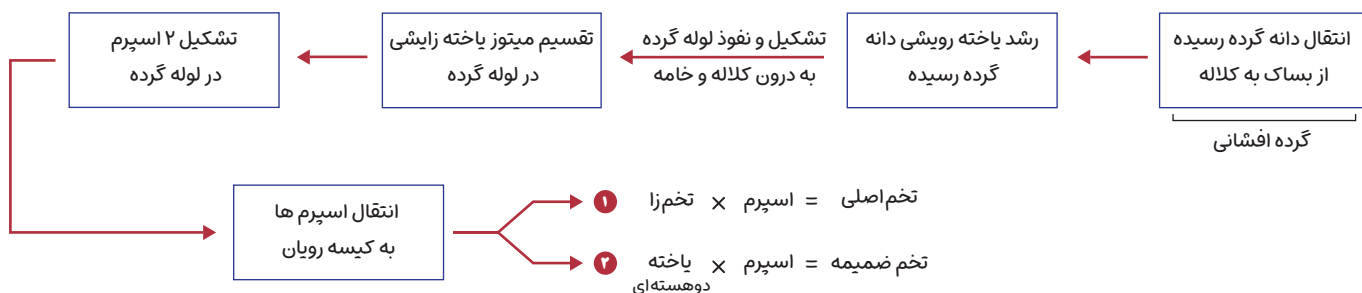 انتقال دانه گرده رسیده
از بساک به کلاله
گرده افشانی
رشد یاخته رویشی دانه
گرده رسیده
تشکیل و نفوذ لوله گرده
به درون کلاله و خامه
تقسیم میتوز یاخته زایشی
در لوله گرده
تشکیل ۲ اسپرم
در لوله گرده
انتقال اسپرم ها
به کیسه رویان
۱ تخم‌زا × اسپرم = تخم‌اصلی
۲ یاخته دوهسته‌ای × اسپرم = تخم ضمیمه